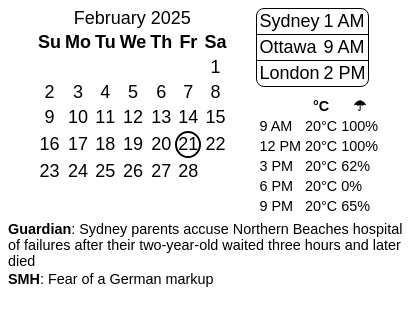 February 2025
Su Mo Tu We Th Fr Sa
1
2 3 4 5 6 7 8
9 10 11 12 13 14 15
16 17 18 19 20 21 22
23 24 25 26 27 28
Sydney 1 AM
Ottawa 9 AM
London 2 PM
°C ☂
9 AM 20°C 100%
12 PM 20°C 100%
3 PM 20°C 62%
6 PM 20°C 0%
9 PM 20°C 65%
Guardian: Sydney parents accuse Northern Beaches hospital
of failures after their two-year-old waited three hours and later
died
SMH: Fear of a German markup